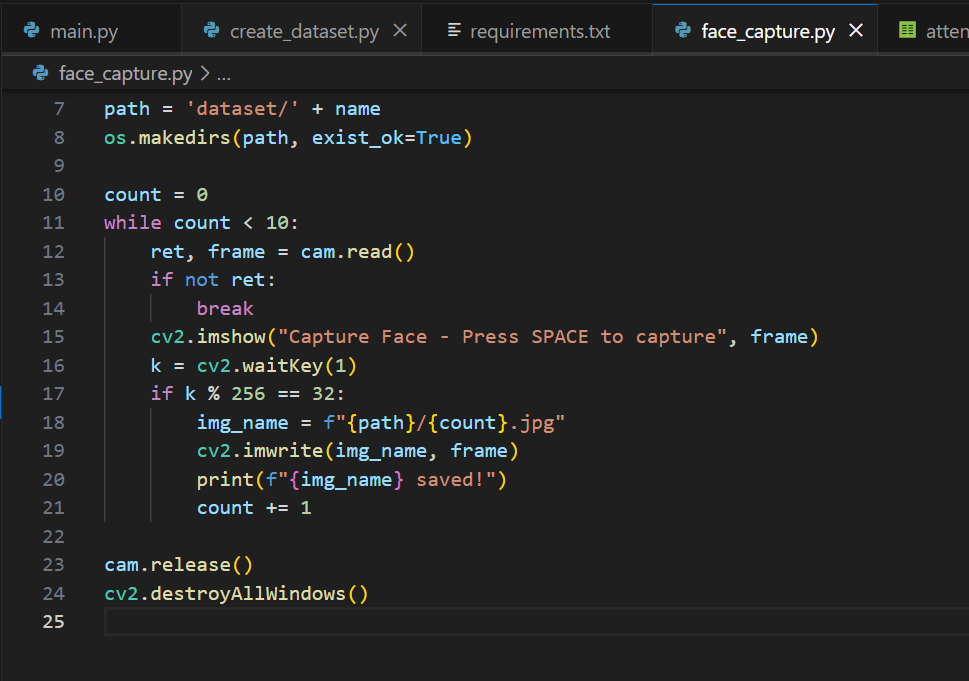 main.py create_dataset.py requirements.txt face_capture.py atten
face_capture.py > ...
7 path = 'dataset/' + name
8 os.makedirs(path, exist_ok=True)
9
10 count = 0
11 while count < 10:
12     ret, frame = cam.read()
13     if not ret:
14         break
15     cv2.imshow("Capture Face - Press SPACE to capture", frame)
16     k = cv2.waitKey(1)
17     if k % 256 == 32:
18         img_name = f"{path}/{count}.jpg"
19         cv2.imwrite(img_name, frame)
20         print(f"{img_name} saved!")
21         count += 1
22
23 cam.release()
24 cv2.destroyAllWindows()
25